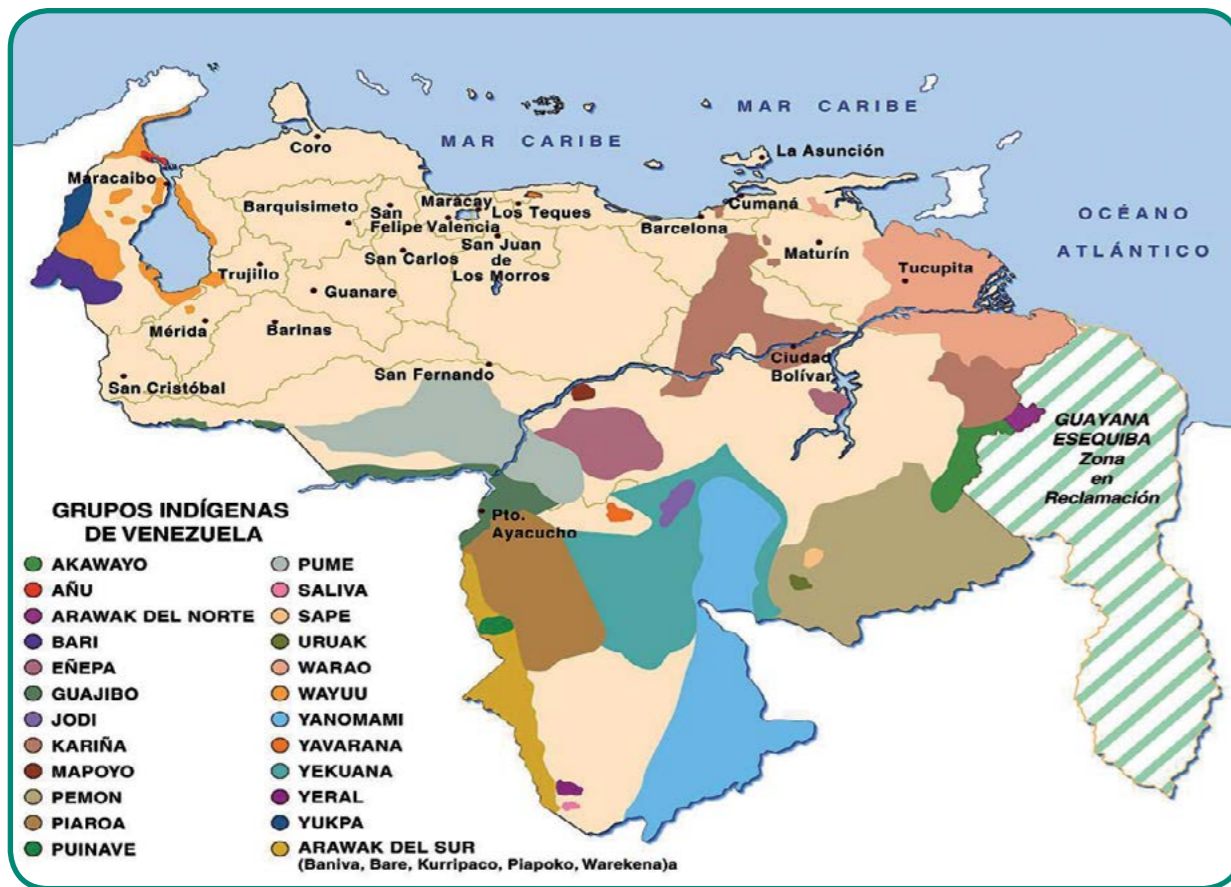 MAR CARIBE
MAR CARIBE
Coro
La Asunción
Maracaibo
Cumaná
Barquisimeto
San
Felipe
Maracay
Valencia
Los Teques
Barcelona
OCÉANO
ATLÁNTICO
San Carlos
San Juan
de
Los Morros
Maturín
Tucupita
Trujillo
Guanare
Mérida
Barinas
Ciudad
Bolívar
San Cristóbal
San Fernando
GUAYANA
ESEQUIBA
Zona
en
Reclamación
Pto.
Ayacucho
GRUPOS INDÍGENAS
DE VENEZUELA
AKAWAYO
AÑU
ARAWAK DEL NORTE
BARI
EÑEPA
GUAJIBO
JODI
KARIÑA
MAPOYO
PEMON
PIAROA
PUINAVE
PUME
SALIVA
SAPE
URUAK
WARAO
WAYUU
YANOMAMI
YAVARANA
YEKUANA
YERAL
YUKPA
ARAWAK DEL SUR
(Baniva, Bare, Kurripaco, Piapoko, Warekena)a